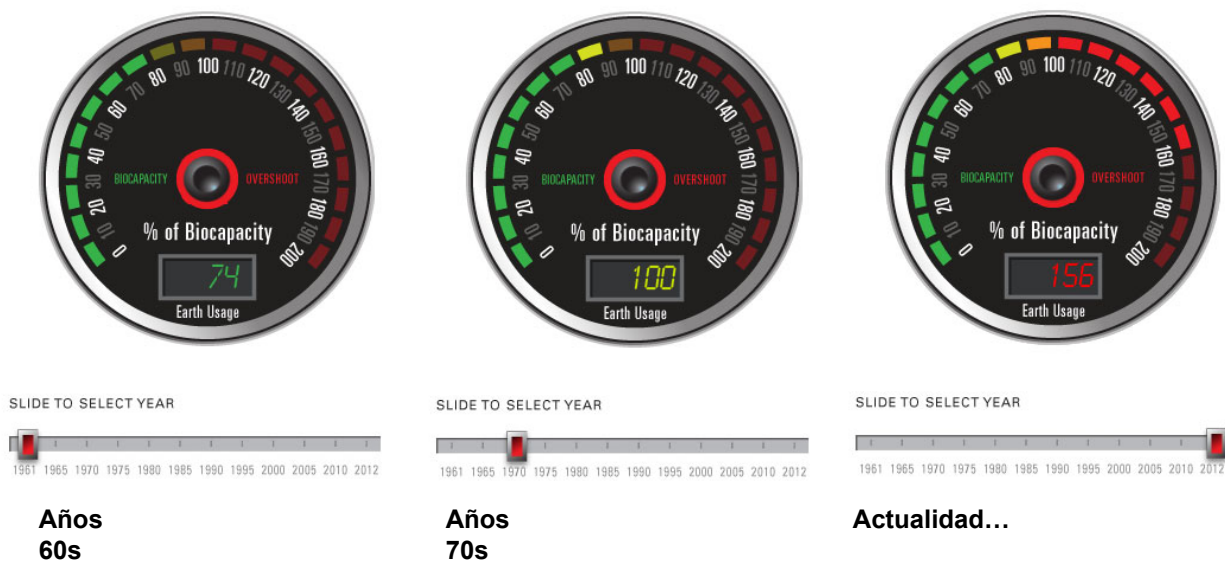 0 10 20 30 40 50 60 70 80 90 100 110 120 130 140 150 160 170 180 190 200
BIOCAPACITY OVERSHOOT
% of Biocapacity
74
Earth Usage
SLIDE TO SELECT YEAR
1961 1965 1970 1975 1980 1985 1990 1995 2000 2005 2010 2012
Años
60s
0 10 20 30 40 50 60 70 80 90 100 110 120 130 140 150 160 170 180 190 200
BIOCAPACITY OVERSHOOT
% of Biocapacity
100
Earth Usage
SLIDE TO SELECT YEAR
1961 1965 1970 1975 1980 1985 1990 1995 2000 2005 2010 2012
Años
70s
0 10 20 30 40 50 60 70 80 90 100 110 120 130 140 150 160 170 180 190 200
BIOCAPACITY OVERSHOOT
% of Biocapacity
156
Earth Usage
SLIDE TO SELECT YEAR
1961 1965 1970 1975 1980 1985 1990 1995 2000 2005 2010 2012
Actualidad...